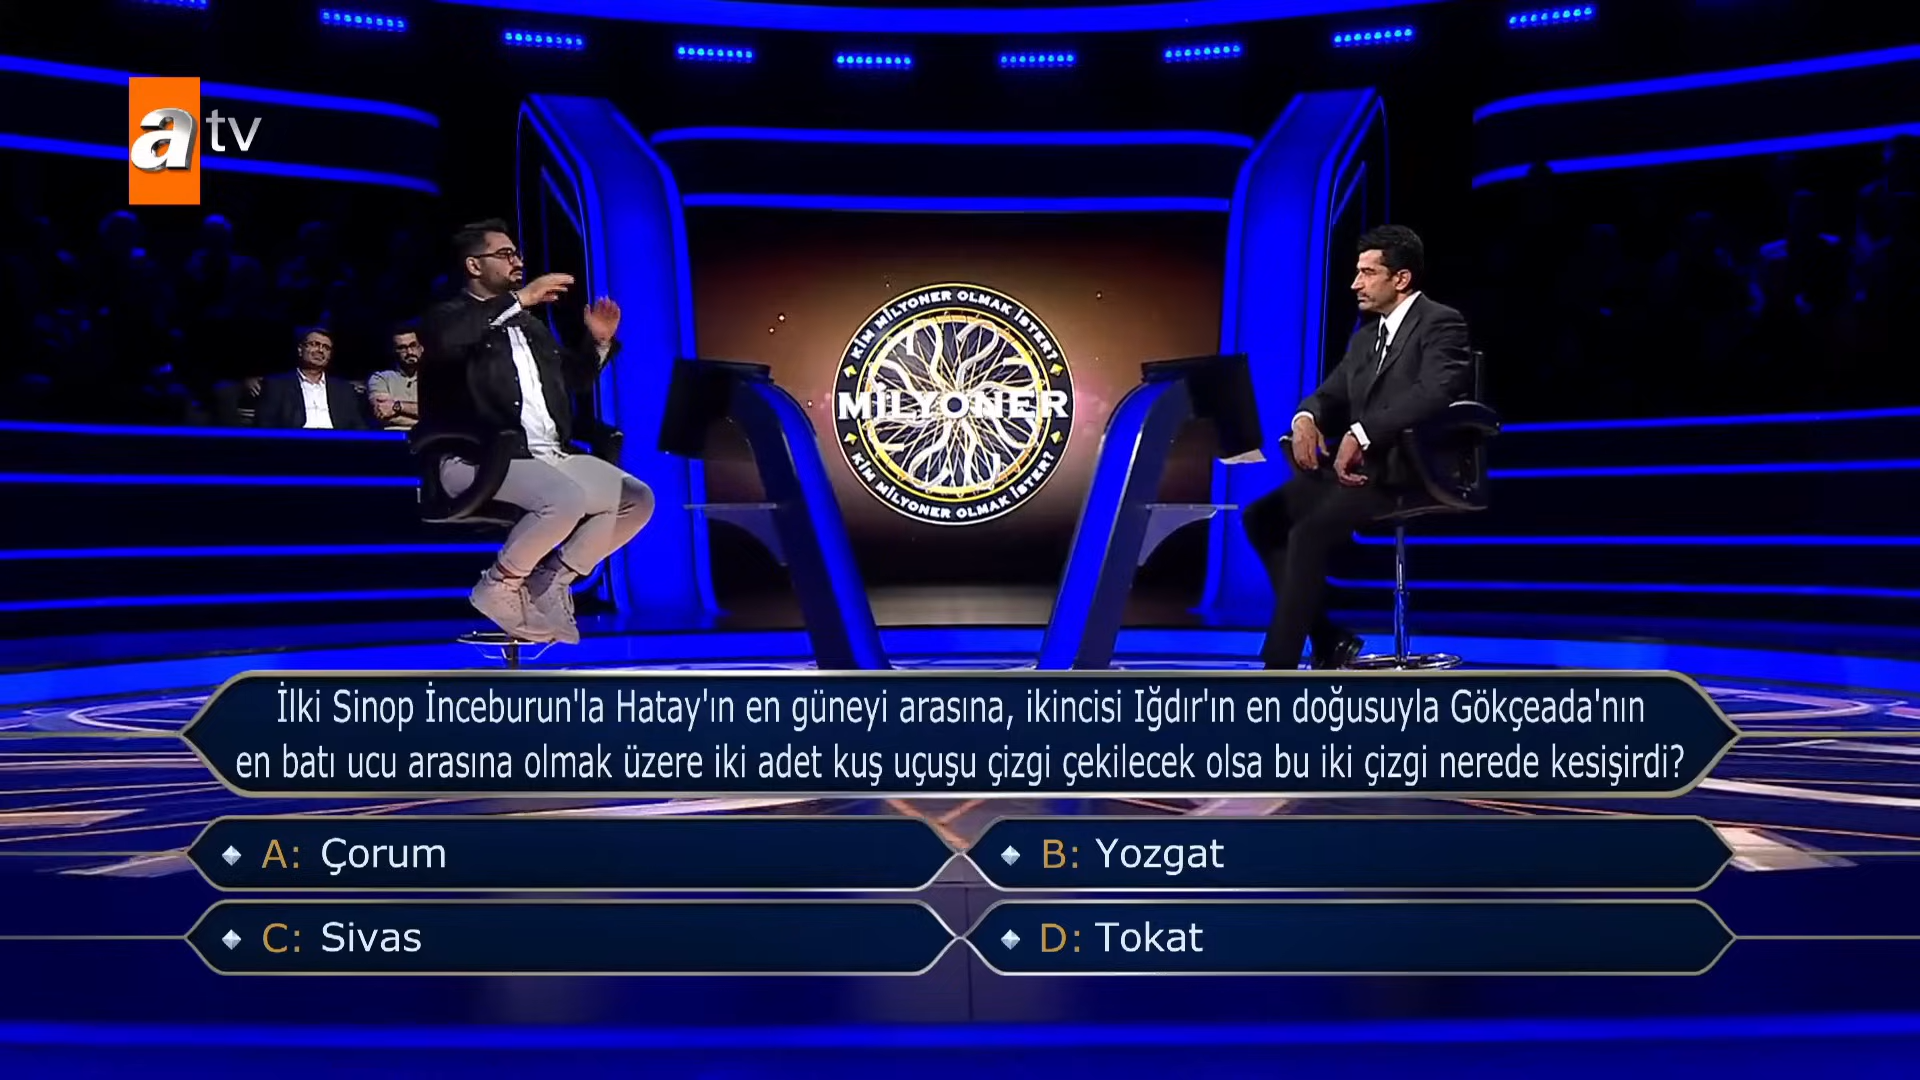 atv
KİM MİLYONER OLMAK İSTER?
MİLYONER
KİM MİLYONER OLMAK İSTER?
İlki Sinop İnceburun'la Hatay'ın en güneyi arasına, ikincisi Iğdır'ın en doğusuyla Gökçeada'nın
en batı ucu arasına olmak üzere iki adet kuş uçuşu çizgi çekilecek olsa bu iki çizgi nerede kesişirdi?
A: Çorum
B: Yozgat
C: Sivas
D: Tokat